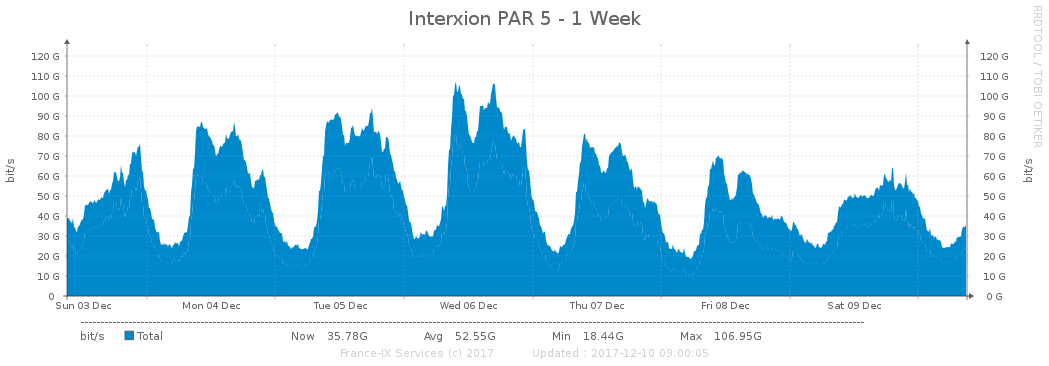 Interxion PAR 5 - 1 Week
RRDTOOL / TOBI OETIKER
bit/s
120 G 120 G
110 G 110 G
100 G 100 G
90 G 90 G
80 G 80 G
70 G 70 G
60 G 60 G
50 G 50 G
40 G 40 G
30 G 30 G
20 G 20 G
10 G 10 G
0 0 G
bit/s
Sun 03 Dec Mon 04 Dec Tue 05 Dec Wed 06 Dec Thu 07 Dec Fri 08 Dec Sat 09 Dec
bit/s Total Now 35.78G Avg 52.55G Min 18.44G Max 106.95G
France-IX Services (c) 2017 Updated : 2017-12-10 09:00:05